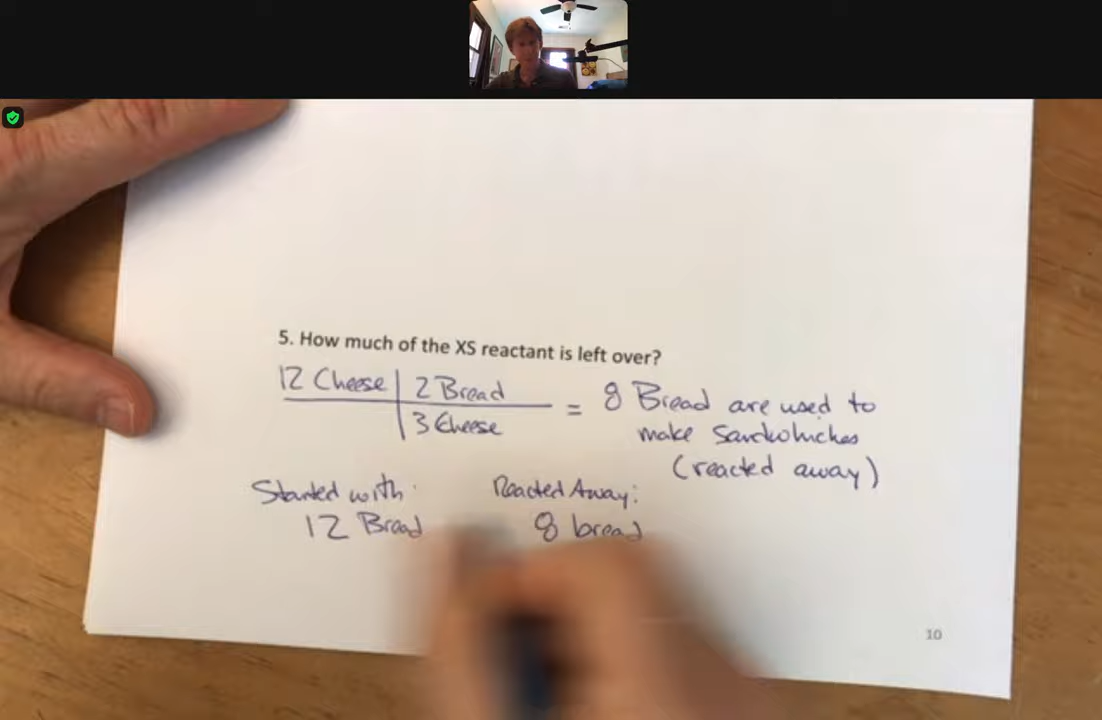 5. How much of the XS reactant is left over?
12 Cheese | 2 Bread
3 Cheese
= 8 Bread are used to
make Sandwhiches
(reacted away)
Started with: Reacted Away:
12 Bread 8 bread
10